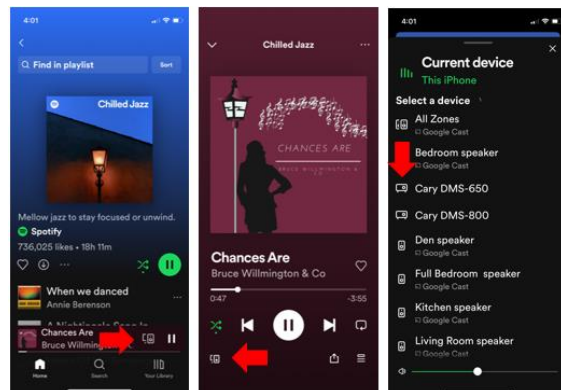 4:01
Find in playlist
Sort
Chilled Jazz
Mellow jazz to stay focused or unwind.
Spotify
736,025 likes • 18h 11m
When we danced
Annie Berenson
Chances Are
Bruce Willmington
Home
Search
Your Library
Chilled Jazz
CHANCES ARE
BRUCE WILLMINGTON & CO
Chances Are
Bruce Willmington & Co
0:47
-3:55
4:01
Current device
This iPhone
Select a device
All Zones
Google Cast
Bedroom speaker
Google Cast
Cary DMS-650
Cary DMS-800
Den speaker
Google Cast
Full Bedroom speaker
Google Cast
Kitchen speaker
Google Cast
Living Room speaker
Google Cast